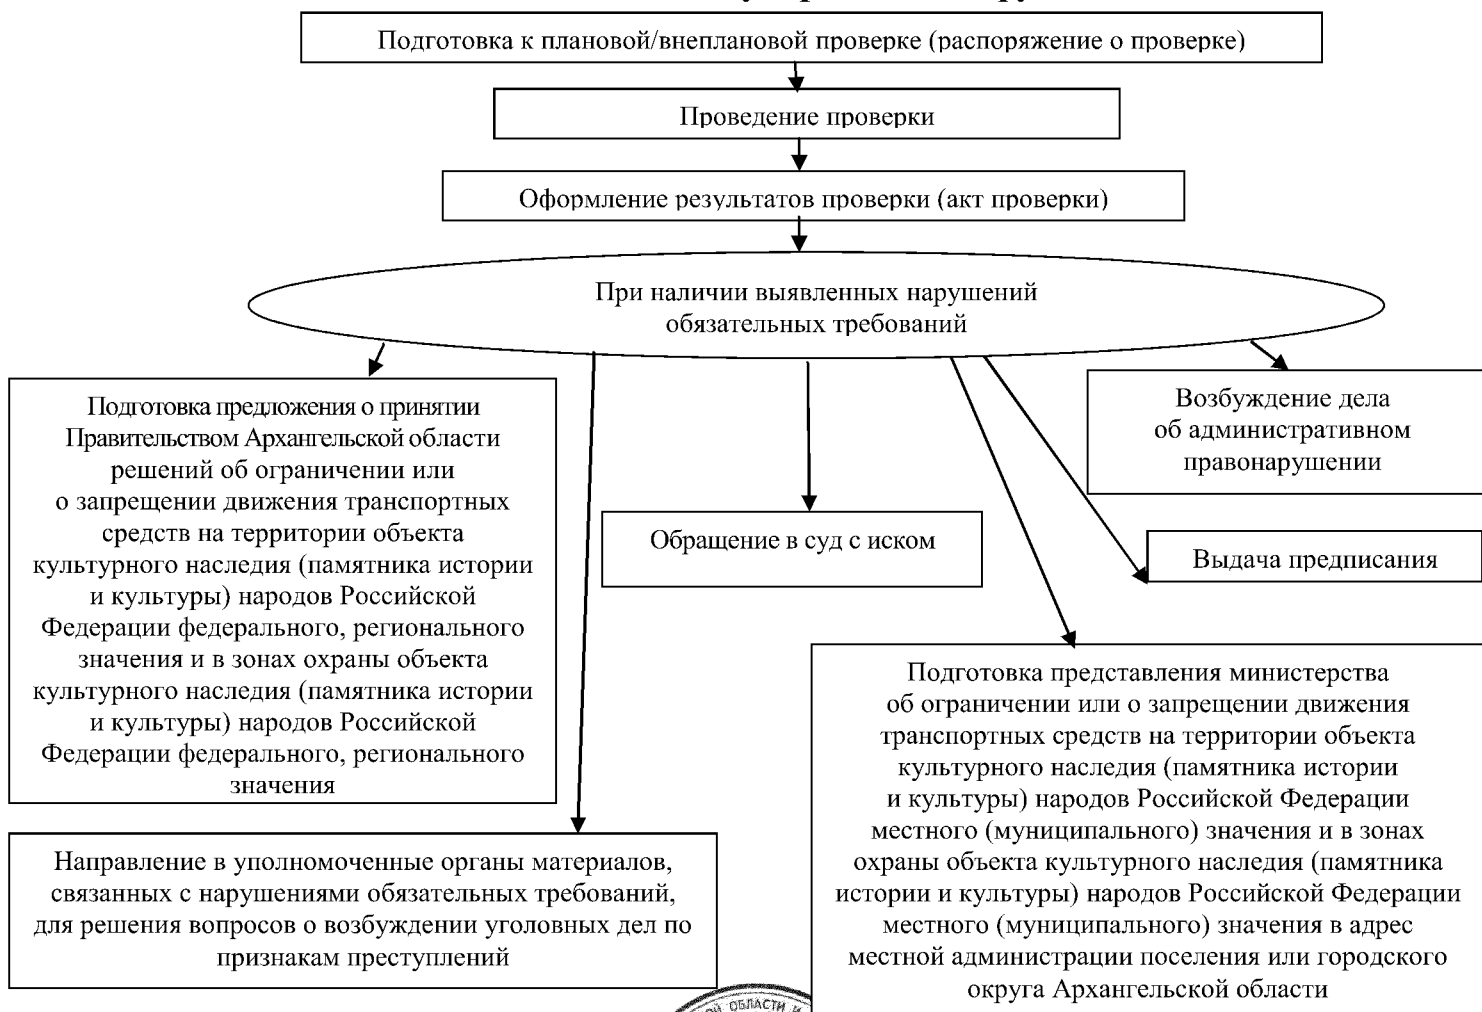 Подготовка к плановой/внеплановой проверке (распоряжение о проверке)
Проведение проверки
Оформление результатов проверки (акт проверки)
При наличии выявленных нарушений
обязательных требований
Подготовка предложения о принятии
Правительством Архангельской области
решений об ограничении или
о запрещении движения транспортных
средств на территории объекта
культурного наследия (памятника истории
и культуры) народов Российской
Федерации федерального, регионального
значения и в зонах охраны объекта
культурного наследия (памятника истории
и культуры) народов Российской
Федерации федерального, регионального
значения
Возбуждение дела
об административном
правонарушении
Обращение в суд с иском
Выдача предписания
Направление в уполномоченные органы материалов,
связанных с нарушениями обязательных требований,
для решения вопросов о возбуждении уголовных дел по
признакам преступлений
Подготовка представления министерства
об ограничении или о запрещении движения
транспортных средств на территории объекта
культурного наследия (памятника истории
и культуры) народов Российской Федерации
местного (муниципального) значения и в зонах
охраны объекта культурного наследия (памятника
истории и культуры) народов Российской Федерации
местного (муниципального) значения в адрес
местной администрации поселения или городского
округа Архангельской области
ОБЛАСТИ И